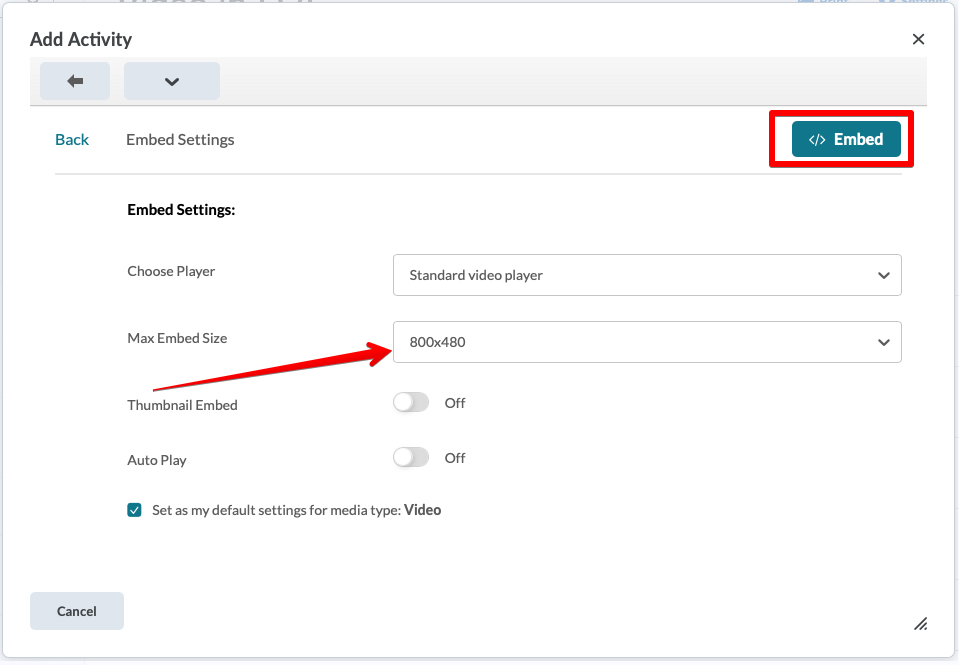 Add Activity
Back
Embed Settings
</> Embed
Embed Settings:
Choose Player
Standard video player
Max Embed Size
800x480
Thumbnail Embed
Off
Auto Play
Off
Set as my default settings for media type: Video
Cancel